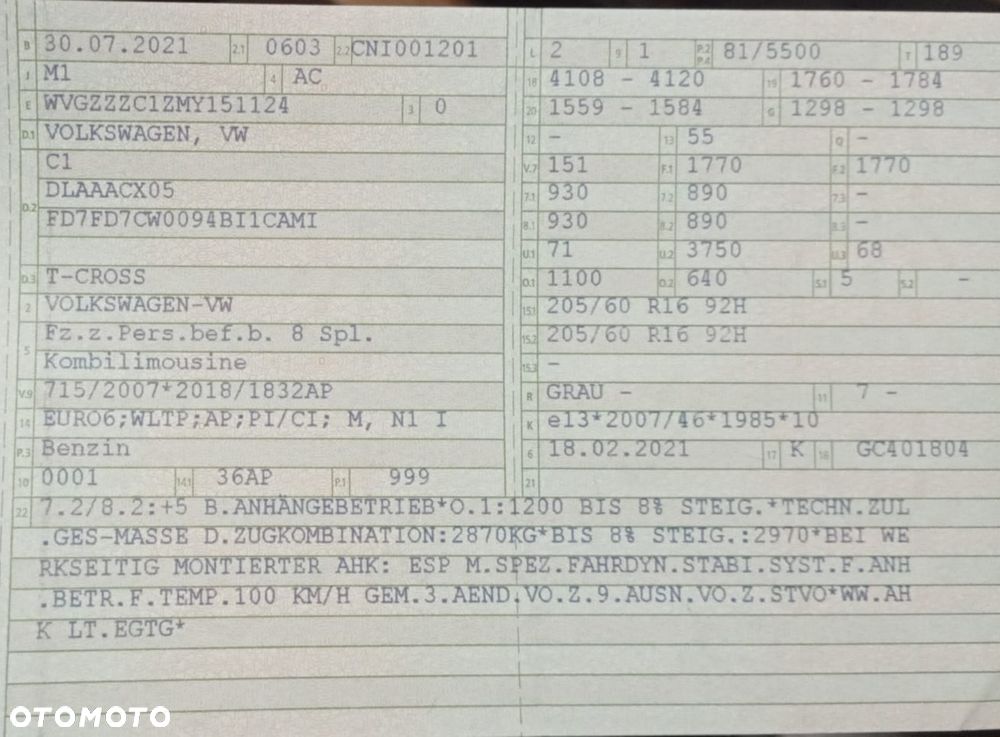 B 30.07.2021 2.1 0603 2.2 CNI001201
J M1 4 AC
E WVGZZZC1ZMY151124 3 0
D.1 VOLKSWAGEN, VW
C1
D.2 DLAAACX05
FD7FD7CW0094BI1CAMI
D.3 T-CROSS
2 VOLKSWAGEN-VW
5 Fz.z.Pers.bef.b. 8 Spl.
Kombilimousine
V.9 715/2007*2018/1832AP
14 EURO6;WLTP;AP;PI/CI; M, N1 I
P.3 Benzin
10 0001 14.1 36AP P.1 999
L 2 9 1 P.2 P.4 81/5500 T 189
18 4108 - 4120 19 1760 - 1784
20 1559 - 1584 G 1298 - 1298
12 - 13 55 Q -
V.7 151 F.1 1770 F.2 1770
7.1 930 7.2 890 7.3 -
8.1 930 8.2 890 8.3 -
U.1 71 U.2 3750 U.3 68
O.1 1100 O.2 640 S.1 5 S.2 -
15.1 205/60 R16 92H
15.2 205/60 R16 92H
15.3 -
R GRAU - 11 7 -
K e13*2007/46*1985*10
6 18.02.2021 17 K 16 GC401804
21
22 7.2/8.2:+5 B.ANHÄNGEBETRIEB*O.1:1200 BIS 8% STEIG.*TECHN.ZUL
.GES-MASSE D.ZUGKOMBINATION:2870KG*BIS 8% STEIG.:2970*BEI WE
RKSEITIG MONTIERTER AHK: ESP M.SPEZ.FAHRDYN.STABI.SYST.F.ANH
.BETR.F.TEMP.100 KM/H GEM.3.AEND.VO.Z.9.AUSN.VO.Z.STVO*WW.AH
K LT.EGTG*
OTOMOTO